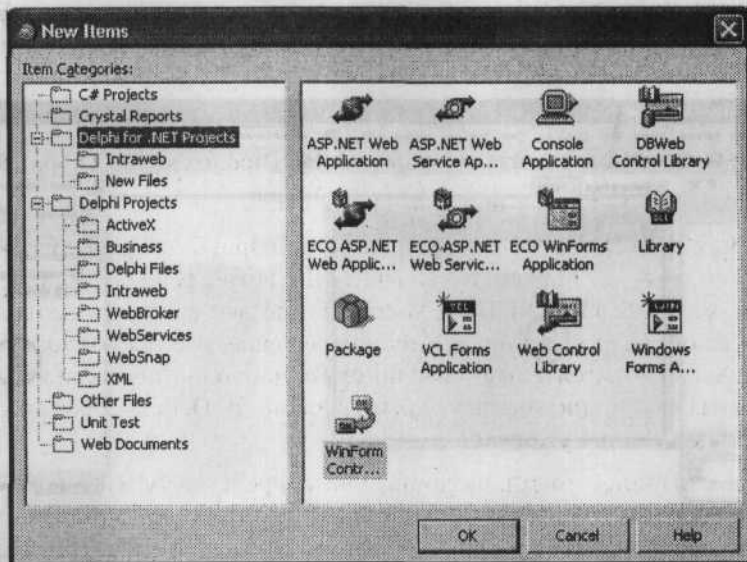 New Items
Item Categories:
C# Projects
Crystal Reports
Delphi for .NET Projects
Intraweb
New Files
Delphi Projects
ActiveX
Business
Delphi Files
Intraweb
WebBroker
WebServices
WebSnap
XML
Other Files
Unit Test
Web Documents
ASP.NET Web
Application
ASP.NET Web
Service Ap...
Console
Application
DBWeb
Control Library
ECO ASP.NET
Web Applic...
ECO ASP.NET
Web Servic...
ECO WinForms
Application
Library
Package
VCL Forms
Application
Web Control
Library
Windows
Forms A...
WinForm
Contr...
OK
Cancel
Help